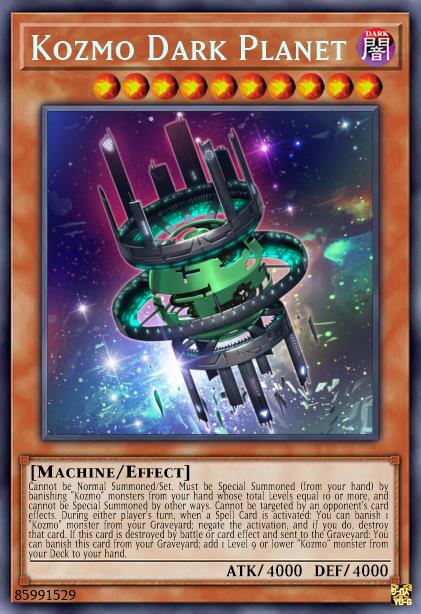 KOZMO DARK PLANET
DARK
闇
[MACHINE/EFFECT]
Cannot be Normal Summoned/Set. Must be Special Summoned (from your hand) by
banishing "Kozmo" monsters from your hand whose total Levels equal 10 or more, and
cannot be Special Summoned by other ways. Cannot be targeted by an opponent's card
effects. During either player's turn, when a Spell Card is activated: You can banish 1
"Kozmo" monster from your Graveyard; negate the activation, and if you do, destroy
that card. If this card is destroyed by battle or card effect and sent to the Graveyard: You
can banish this card from your Graveyard; add 1 Level 9 or lower "Kozmo" monster from
your Deck to your hand.
ATK/4000 DEF/4000
85991529